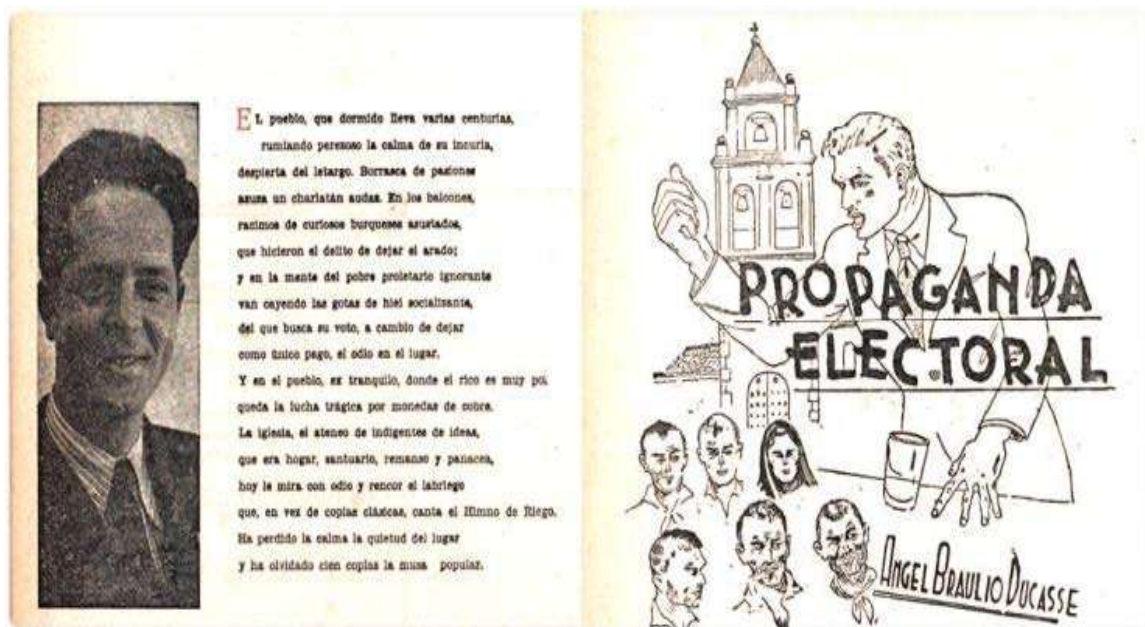 EL pueblo, que dormido lleva varias centurias,
rumiando perezoso la calma de su incuria,
despierta del letargo. Borrasca de pasiones
azuza un charlatán audaz. En los balcones,
racimos de curiosos burgueses asustados,
que hicieron el delito de dejar el arado;
y en la mente del pobre proletario ignorante
van cayendo las gotas de hiel socializante,
del que busca su voto, a cambio de dejar
como único pago, el odio en el lugar.
Y en el pueblo, ex tranquilo, donde el rico es muy
queda la lucha trágica por monedas de cobre.
La iglesia, el ateneo de indigentes de ideas,
que era hogar, santuario, remanso y panacea,
hoy le mira con odio y rencor el labriego
que, en vez de coplas clásicas, canta el Himno de Riego.
Ha perdido la calma la quietud del lugar
y ha olvidado cien coplas la musa popular.
PROPAGANDA
ELECTORAL
ANGEL BRAULIO DUCASSE